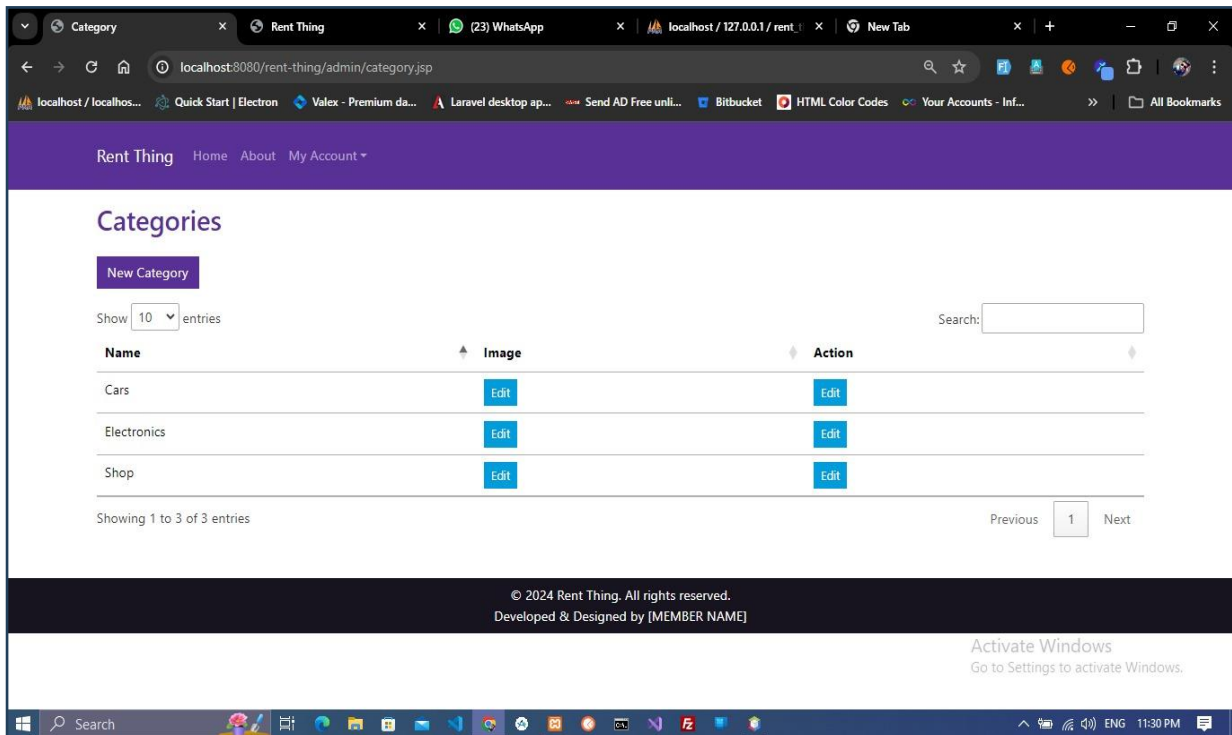 Category
Rent Thing
(23) WhatsApp
localhost / 127.0.0.1 / rent_t
New Tab
localhost:8080/rent-thing/admin/category.jsp
localhost / localhos...
Quick Start | Electron
Valex - Premium da...
Laravel desktop ap...
Send AD Free unli...
Bitbucket
HTML Color Codes
Your Accounts - Inf...
All Bookmarks
Rent Thing Home About My Account
Categories
New Category
Show 10 entries
Search:
Name Image Action
Cars Edit Edit
Electronics Edit Edit
Shop Edit Edit
Showing 1 to 3 of 3 entries
Previous 1 Next
© 2024 Rent Thing. All rights reserved.
Developed & Designed by [MEMBER NAME]
Activate Windows
Go to Settings to activate Windows.
Search
ENG 11:30 PM